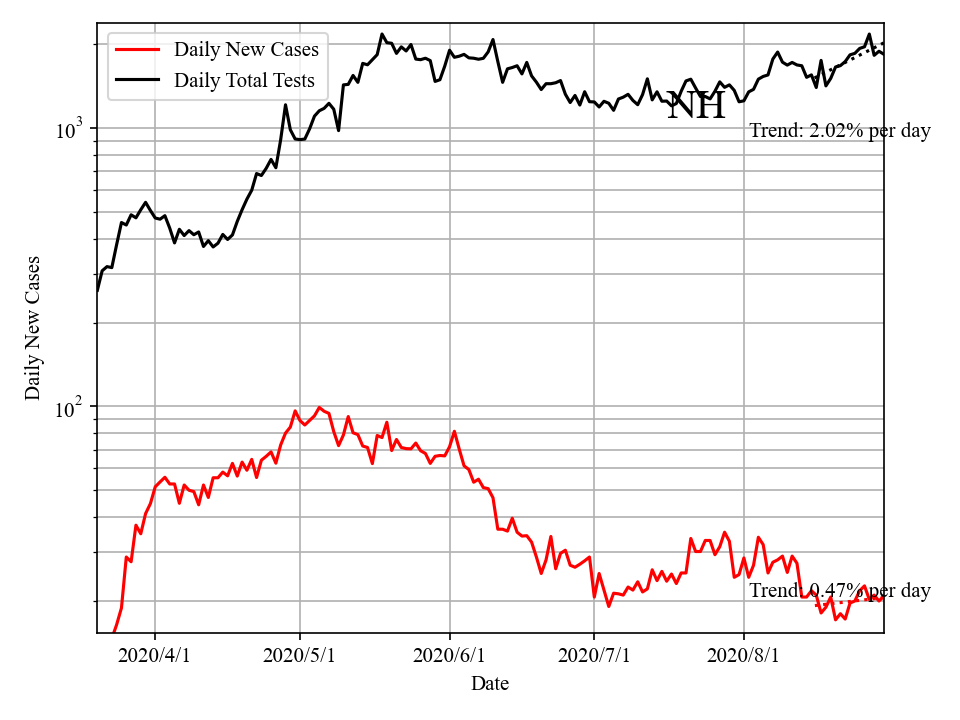 Daily New Cases
Daily Total Tests
NH
Trend: 2.02% per day
10^3
Daily New Cases
10^2
Trend: 0.47% per day
2020/4/1
2020/5/1
2020/6/1
2020/7/1
2020/8/1
Date